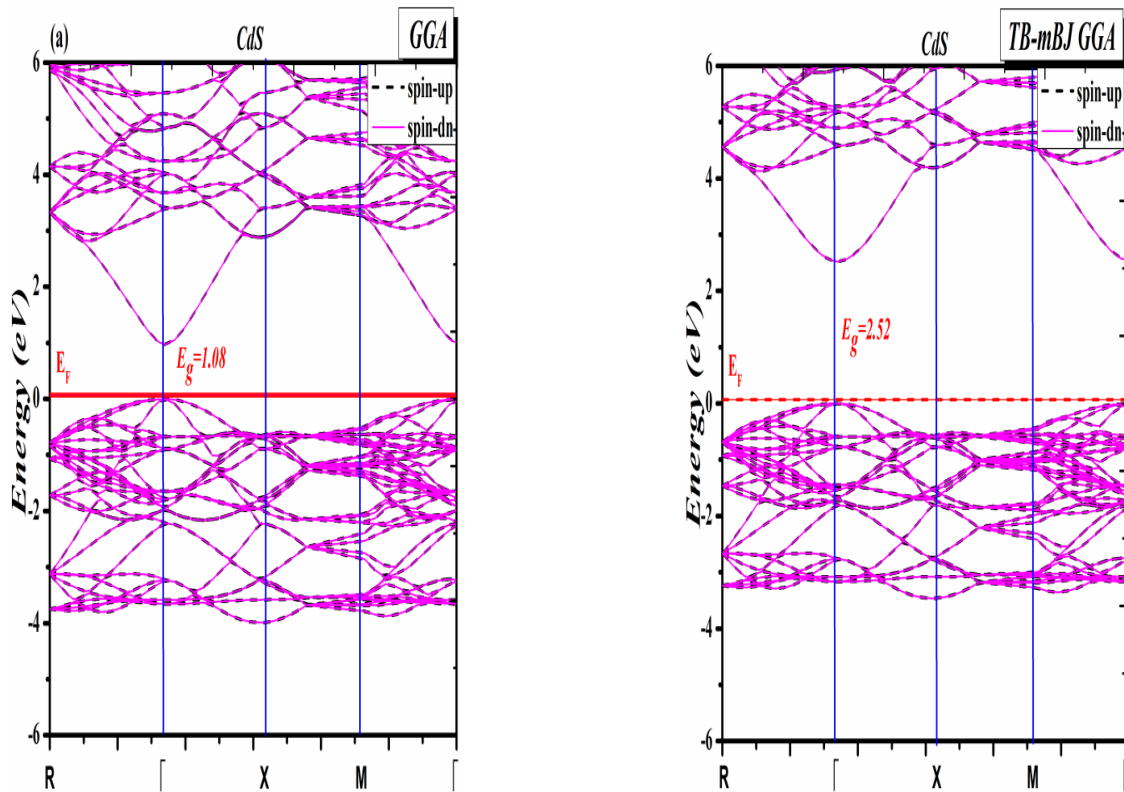 (a)
CdS
GGA
spin-up
spin-dn
6
4
2
0
-2
-4
-6
Energy (eV)
E_F
E_g=1.08
R
Γ
X
M
Γ
CdS
TB-mBJ GGA
spin-up
spin-dn
6
4
2
0
-2
-4
-6
Energy (eV)
E_F
E_g=2.52
R
Γ
X
M
Γ